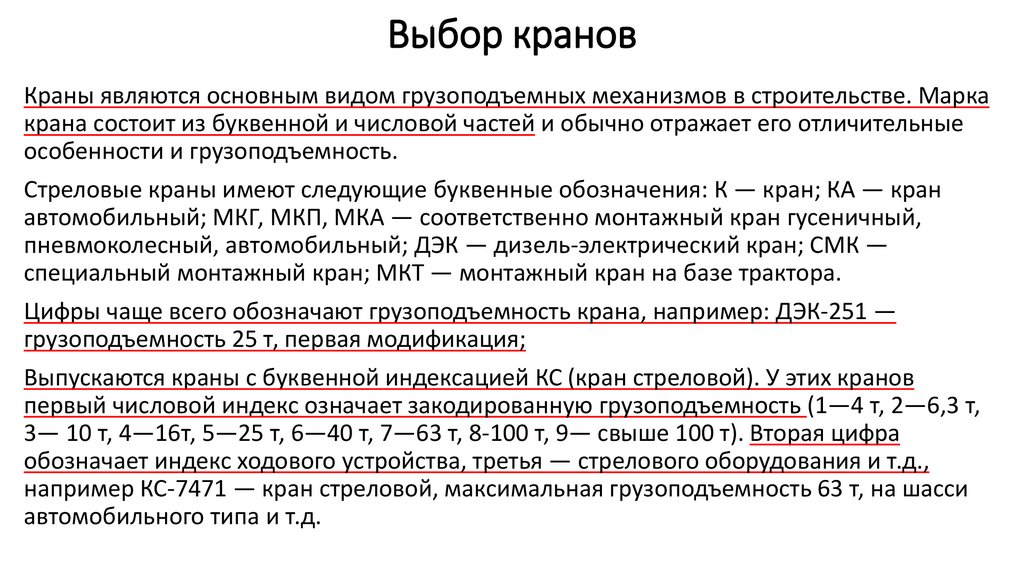 Выбор кранов
Краны являются основным видом грузоподъемных механизмов в строительстве. Марка
крана состоит из буквенной и числовой частей и обычно отражает его отличительные
особенности и грузоподъемность.
Стреловые краны имеют следующие буквенные обозначения: К — кран; КА — кран
автомобильный; МКГ, МКП, МКА — соответственно монтажный кран гусеничный,
пневмоколесный, автомобильный; ДЭК — дизель-электрический кран; СМК —
специальный монтажный кран; МКТ — монтажный кран на базе трактора.
Цифры чаще всего обозначают грузоподъемность крана, например: ДЭК-251 —
грузоподъемность 25 т, первая модификация;
Выпускаются краны с буквенной индексацией КС (кран стреловой). У этих кранов
первый числовой индекс означает закодированную грузоподъемность (1—4 т, 2—6,3 т,
3— 10 т, 4—16т, 5—25 т, 6—40 т, 7—63 т, 8-100 т, 9— свыше 100 т). Вторая цифра
обозначает индекс ходового устройства, третья — стрелового оборудования и т.д.,
например КС-7471 — кран стреловой, максимальная грузоподъемность 63 т, на шасси
автомобильного типа и т.д.